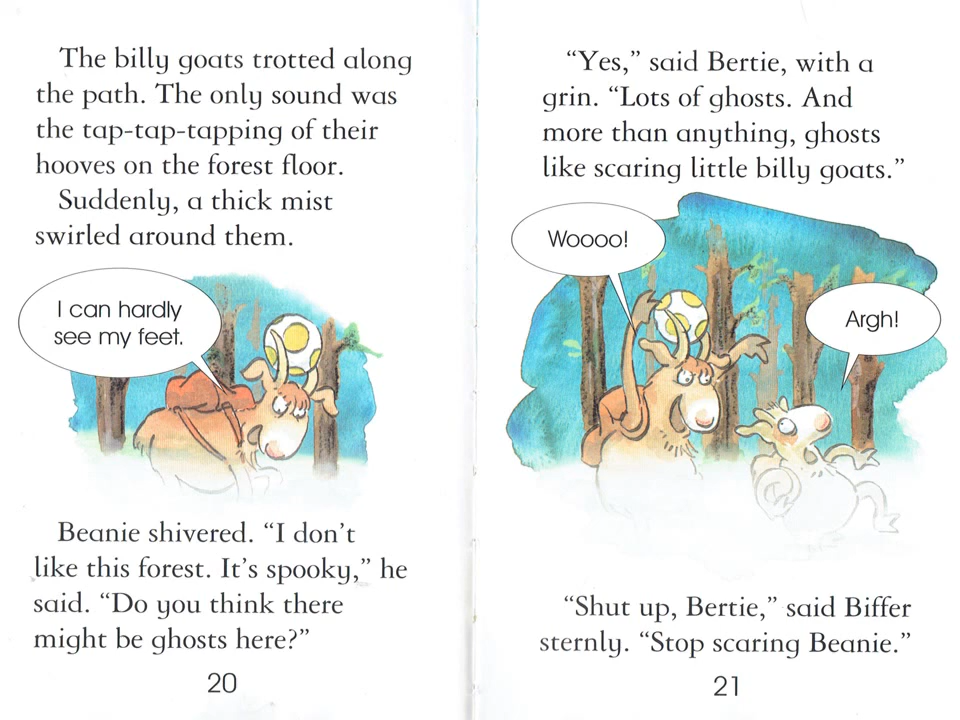 The billy goats trotted along
the path. The only sound was
the tap-tap-tapping of their
hooves on the forest floor.
Suddenly, a thick mist
swirled around them.
I can hardly
see my feet.
Beanie shivered. “I don’t
like this forest. It’s spooky,” he
said. “Do you think there
might be ghosts here?”
20
“Yes,” said Bertie, with a
grin. “Lots of ghosts. And
more than anything, ghosts
like scaring little billy goats.”
Woooo!
Argh!
“Shut up, Bertie,” said Biffer
sternly. “Stop scaring Beanie.”
21